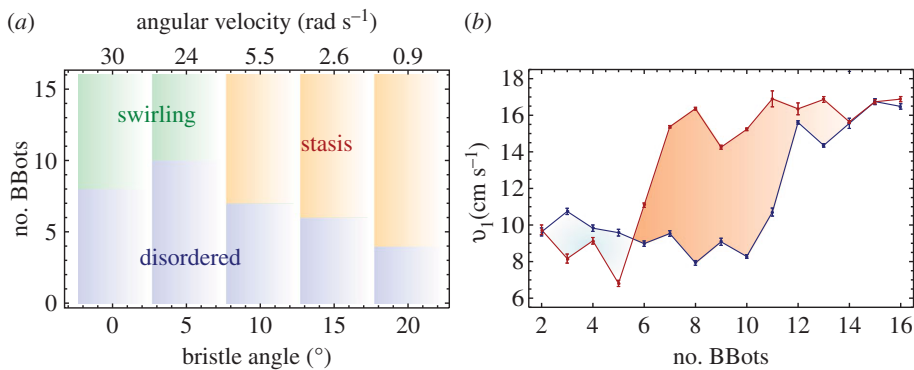 (a)
angular velocity (rad s⁻¹)
30 24 5.5 2.6 0.9
15
10
5
0
no. BBots
swirling
stasis
disordered
0 5 10 15 20
bristle angle (°)
(b)
18
16
14
12
10
8
6
υ₁(cm s⁻¹)
2 4 6 8 10 12 14 16
no. BBots